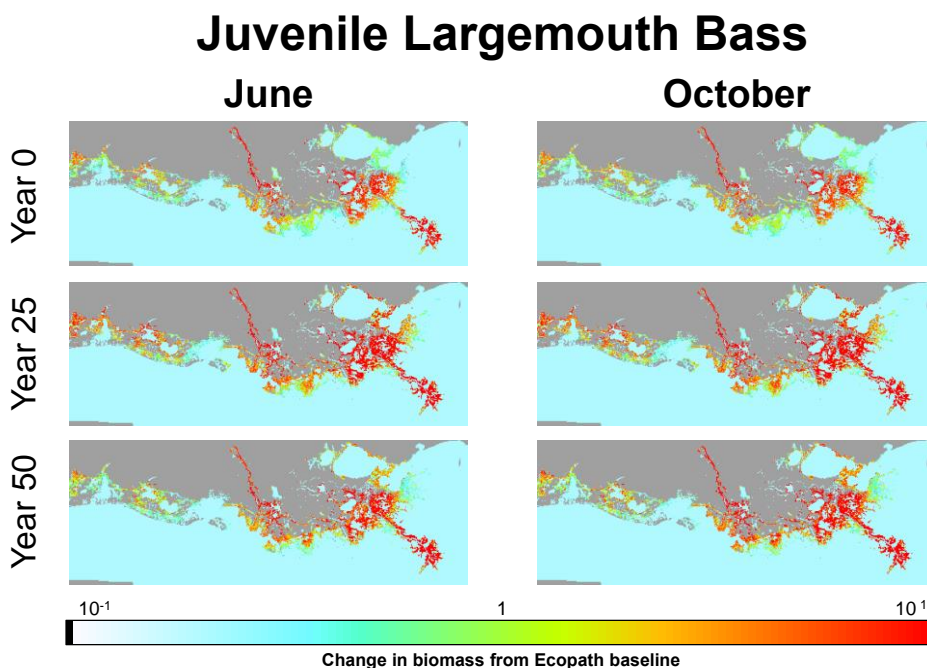 Juvenile Largemouth Bass
June
October
Year 0
Year 25
Year 50
10-1
1
10 1
Change in biomass from Ecopath baseline